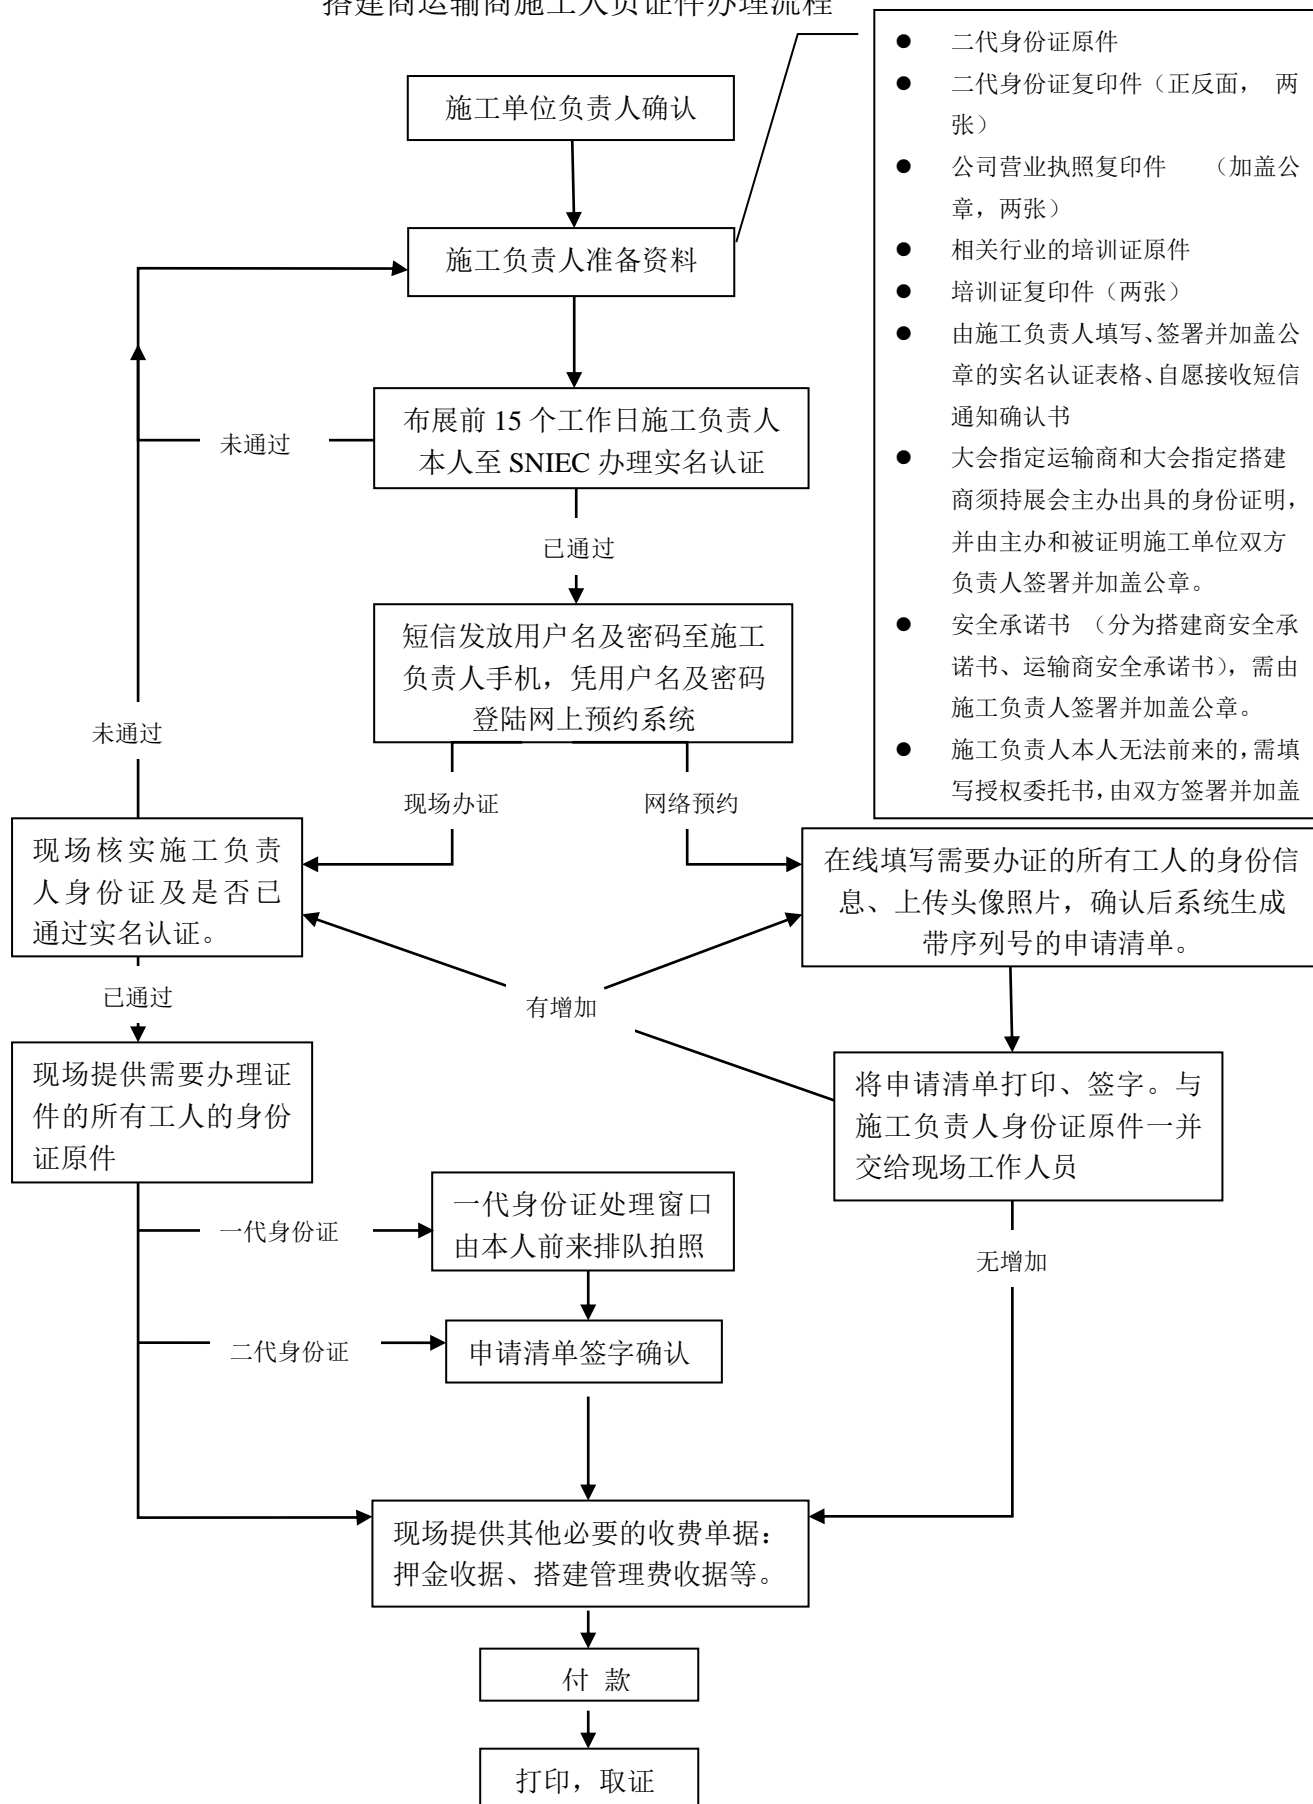 搭建商运输商施工人员证件办理流程
施工单位负责人确认
施工负责人准备资料
● 二代身份证原件
● 二代身份证复印件（正反面， 两
张）
● 公司营业执照复印件 （加盖公
章，两张）
● 相关行业的培训证原件
● 培训证复印件（两张）
● 由施工负责人填写、签署并加盖公
章的实名认证表格、自愿接收短信
通知确认书
● 大会指定运输商和大会指定搭建
商须持展会主办出具的身份证明，
并由主办和被证明施工单位双方
负责人签署并加盖公章。
● 安全承诺书 （分为搭建商安全承
诺书、运输商安全承诺书），需由
施工负责人签署并加盖公章。
● 施工负责人本人无法前来的，需填
写授权委托书，由双方签署并加盖
布展前 15 个工作日施工负责人
本人至 SNIEC 办理实名认证
未通过
已通过
短信发放用户名及密码至施工
负责人手机，凭用户名及密码
登陆网上预约系统
未通过
现场办证
网络预约
现场核实施工负责
人身份证及是否已
通过实名认证。
在线填写需要办证的所有工人的身份信
息、上传头像照片，确认后系统生成
带序列号的申请清单。
已通过
有增加
现场提供需要办理证
件的所有工人的身份
证原件
将申请清单打印、签字。与
施工负责人身份证原件一并
交给现场工作人员
一代身份证
一代身份证处理窗口
由本人前来排队拍照
无增加
二代身份证
申请清单签字确认
现场提供其他必要的收费单据：
押金收据、搭建管理费收据等。
付 款
打印，取证